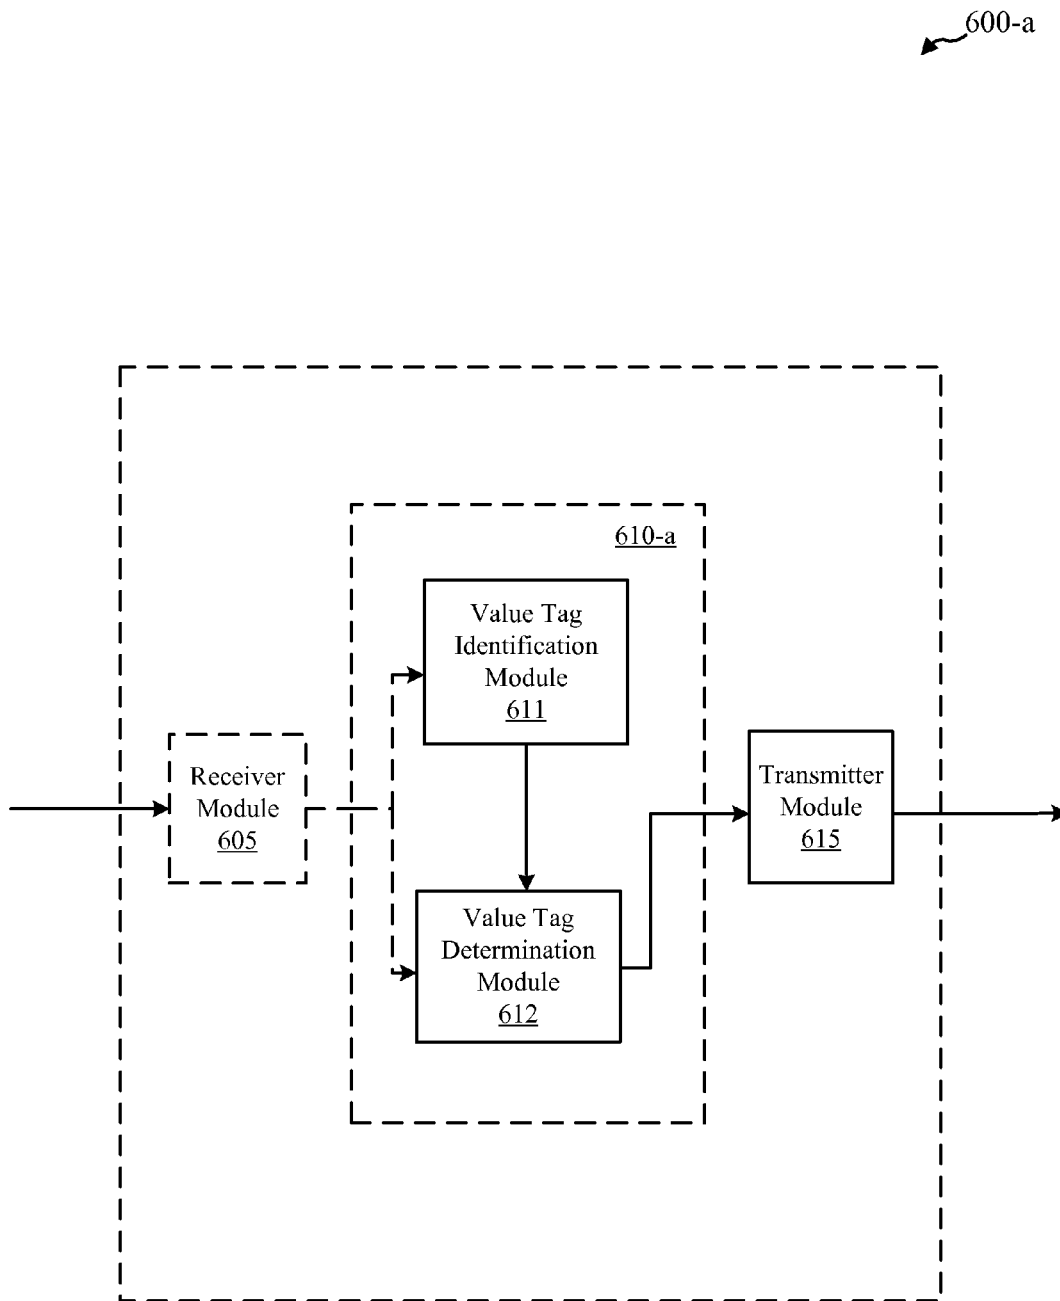 600-a
610-a
Value Tag
Identification
Module
611
Receiver
Module
605
Transmitter
Module
615
Value Tag
Determination
Module
612